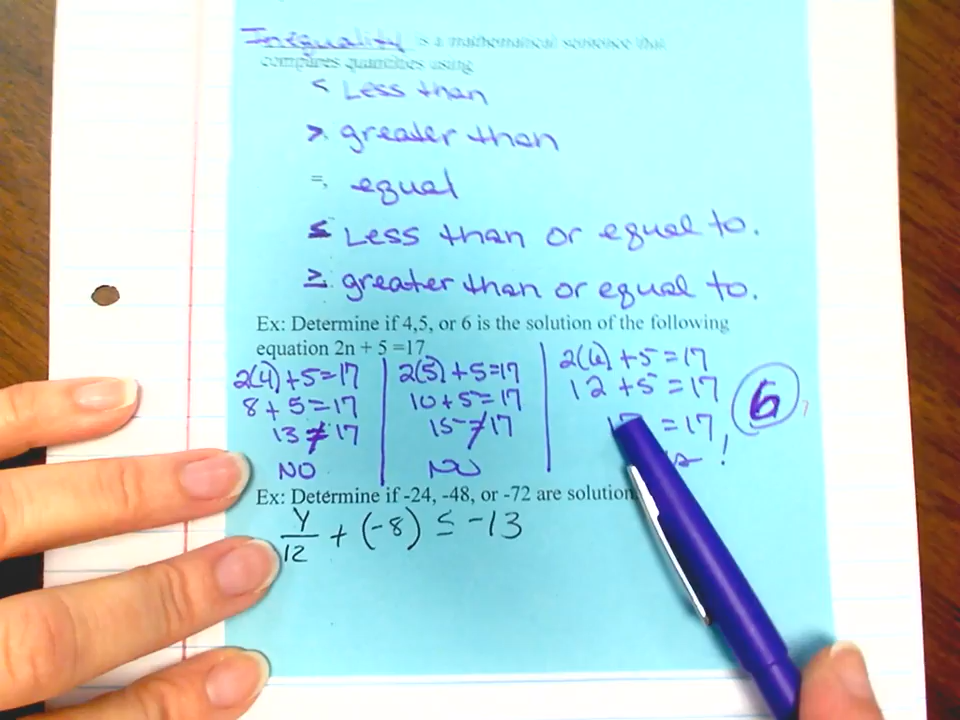 Inequality is a mathematical sentence that
compares quantities using
< Less than
> greater than
= equal
≤ Less than or equal to.
≥ greater than or equal to.
Ex: Determine if 4,5, or 6 is the solution of the following
equation 2n + 5 =17
2(4)+5=17
8+5=17
13≠17
NO
2(5)+5=17
10+5=17
15≠17
NO
2(6)+5=17
12+5=17
=17
!
6
Ex: Determine if -24, -48, or -72 are solution
y/12 + (-8) ≤ -13